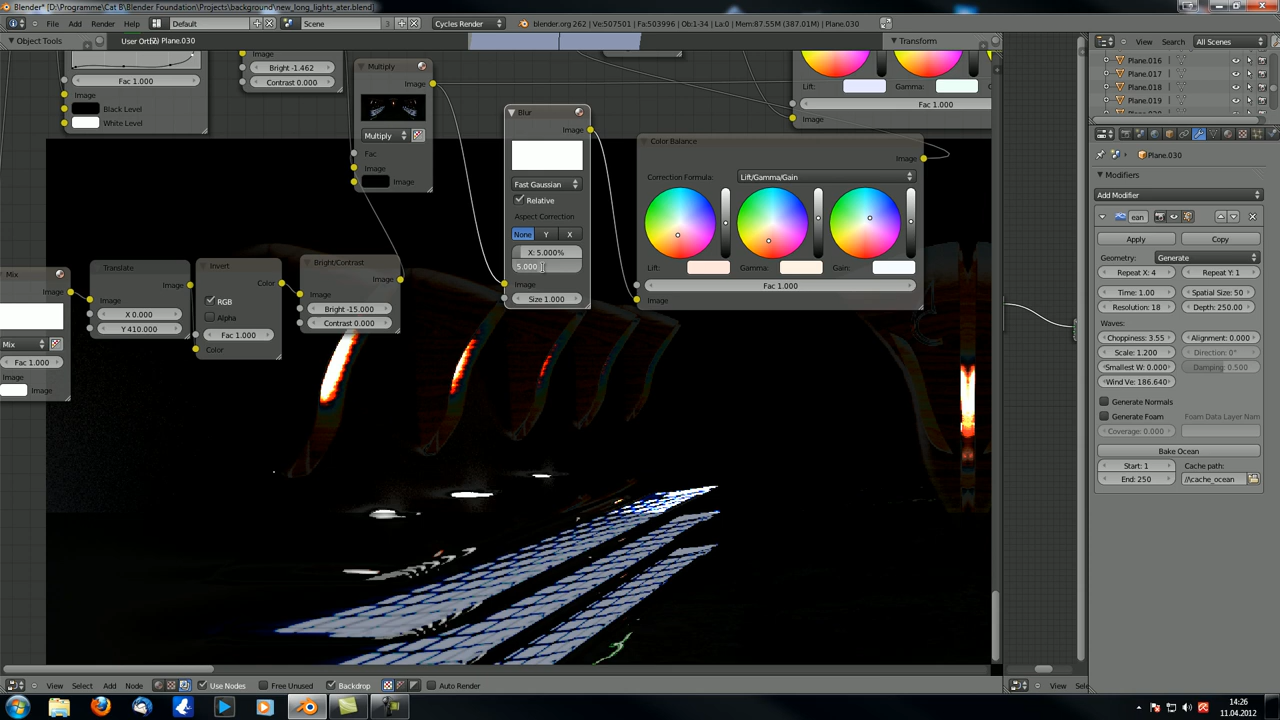 Blender* [D:\Programme\Cat B\Blender Foundation\Projects\background\new_long_lights_ater.blend]
File Add Render Help Default Scene Cycles Render blender.org 262 | Ve:507501 | Fa:503996 | Ob:1-34 | La:0 | Mem:87.55M (387.01M) | Plane.030
Object Tools
Plane.030
Transform
View Search All Scenes
Plane.016
Plane.017
Plane.018
Plane.019
Fac 1.000
Image
Black Level
White Level
Image
Bright -1.462
Contrast 0.000
Multiply
Image
Multiply
Fac
Image
Image
Blur
Image
Fast Gaussian
Relative
Aspect Correction
None Y X
X: 5.000%
5.000
Image
Size 1.000
Lift: Gamma:
Fac 1.000
Image
Color Balance
Image
Correction Formula: Lift/Gamma/Gain
Lift: Gamma: Gain:
Fac 1.000
Image
Mix
Image
Mix
Fac 1.000
Image
Image
Translate
Image
Image
X 0.000
Y 410.000
Invert
Color
RGB
Alpha
Fac 1.000
Color
Bright/Contrast
Image
Image
Bright -15.000
Contrast 0.000
Plane.030
Modifiers
Add Modifier
ean
Apply Copy
Geometry: Generate
Repeat X: 4 Repeat Y: 1
Time: 1.00 Spatial Size: 50
Resolution: 18 Depth: 250.00
Waves:
Choppiness: 3.55 Alignment: 0.000
Scale: 1.200 Direction: 0°
Smallest W: 0.000 Damping: 0.500
Wind Ve: 186.640
Generate Normals
Generate Foam Foam Data Layer Nam
Coverage: 0.000
Bake Ocean
Start: 1 Cache path:
End: 250 //cache_ocean
View Select Add Node Use Nodes Free Unused Backdrop Auto Render View Sele
14:26
11.04.2012